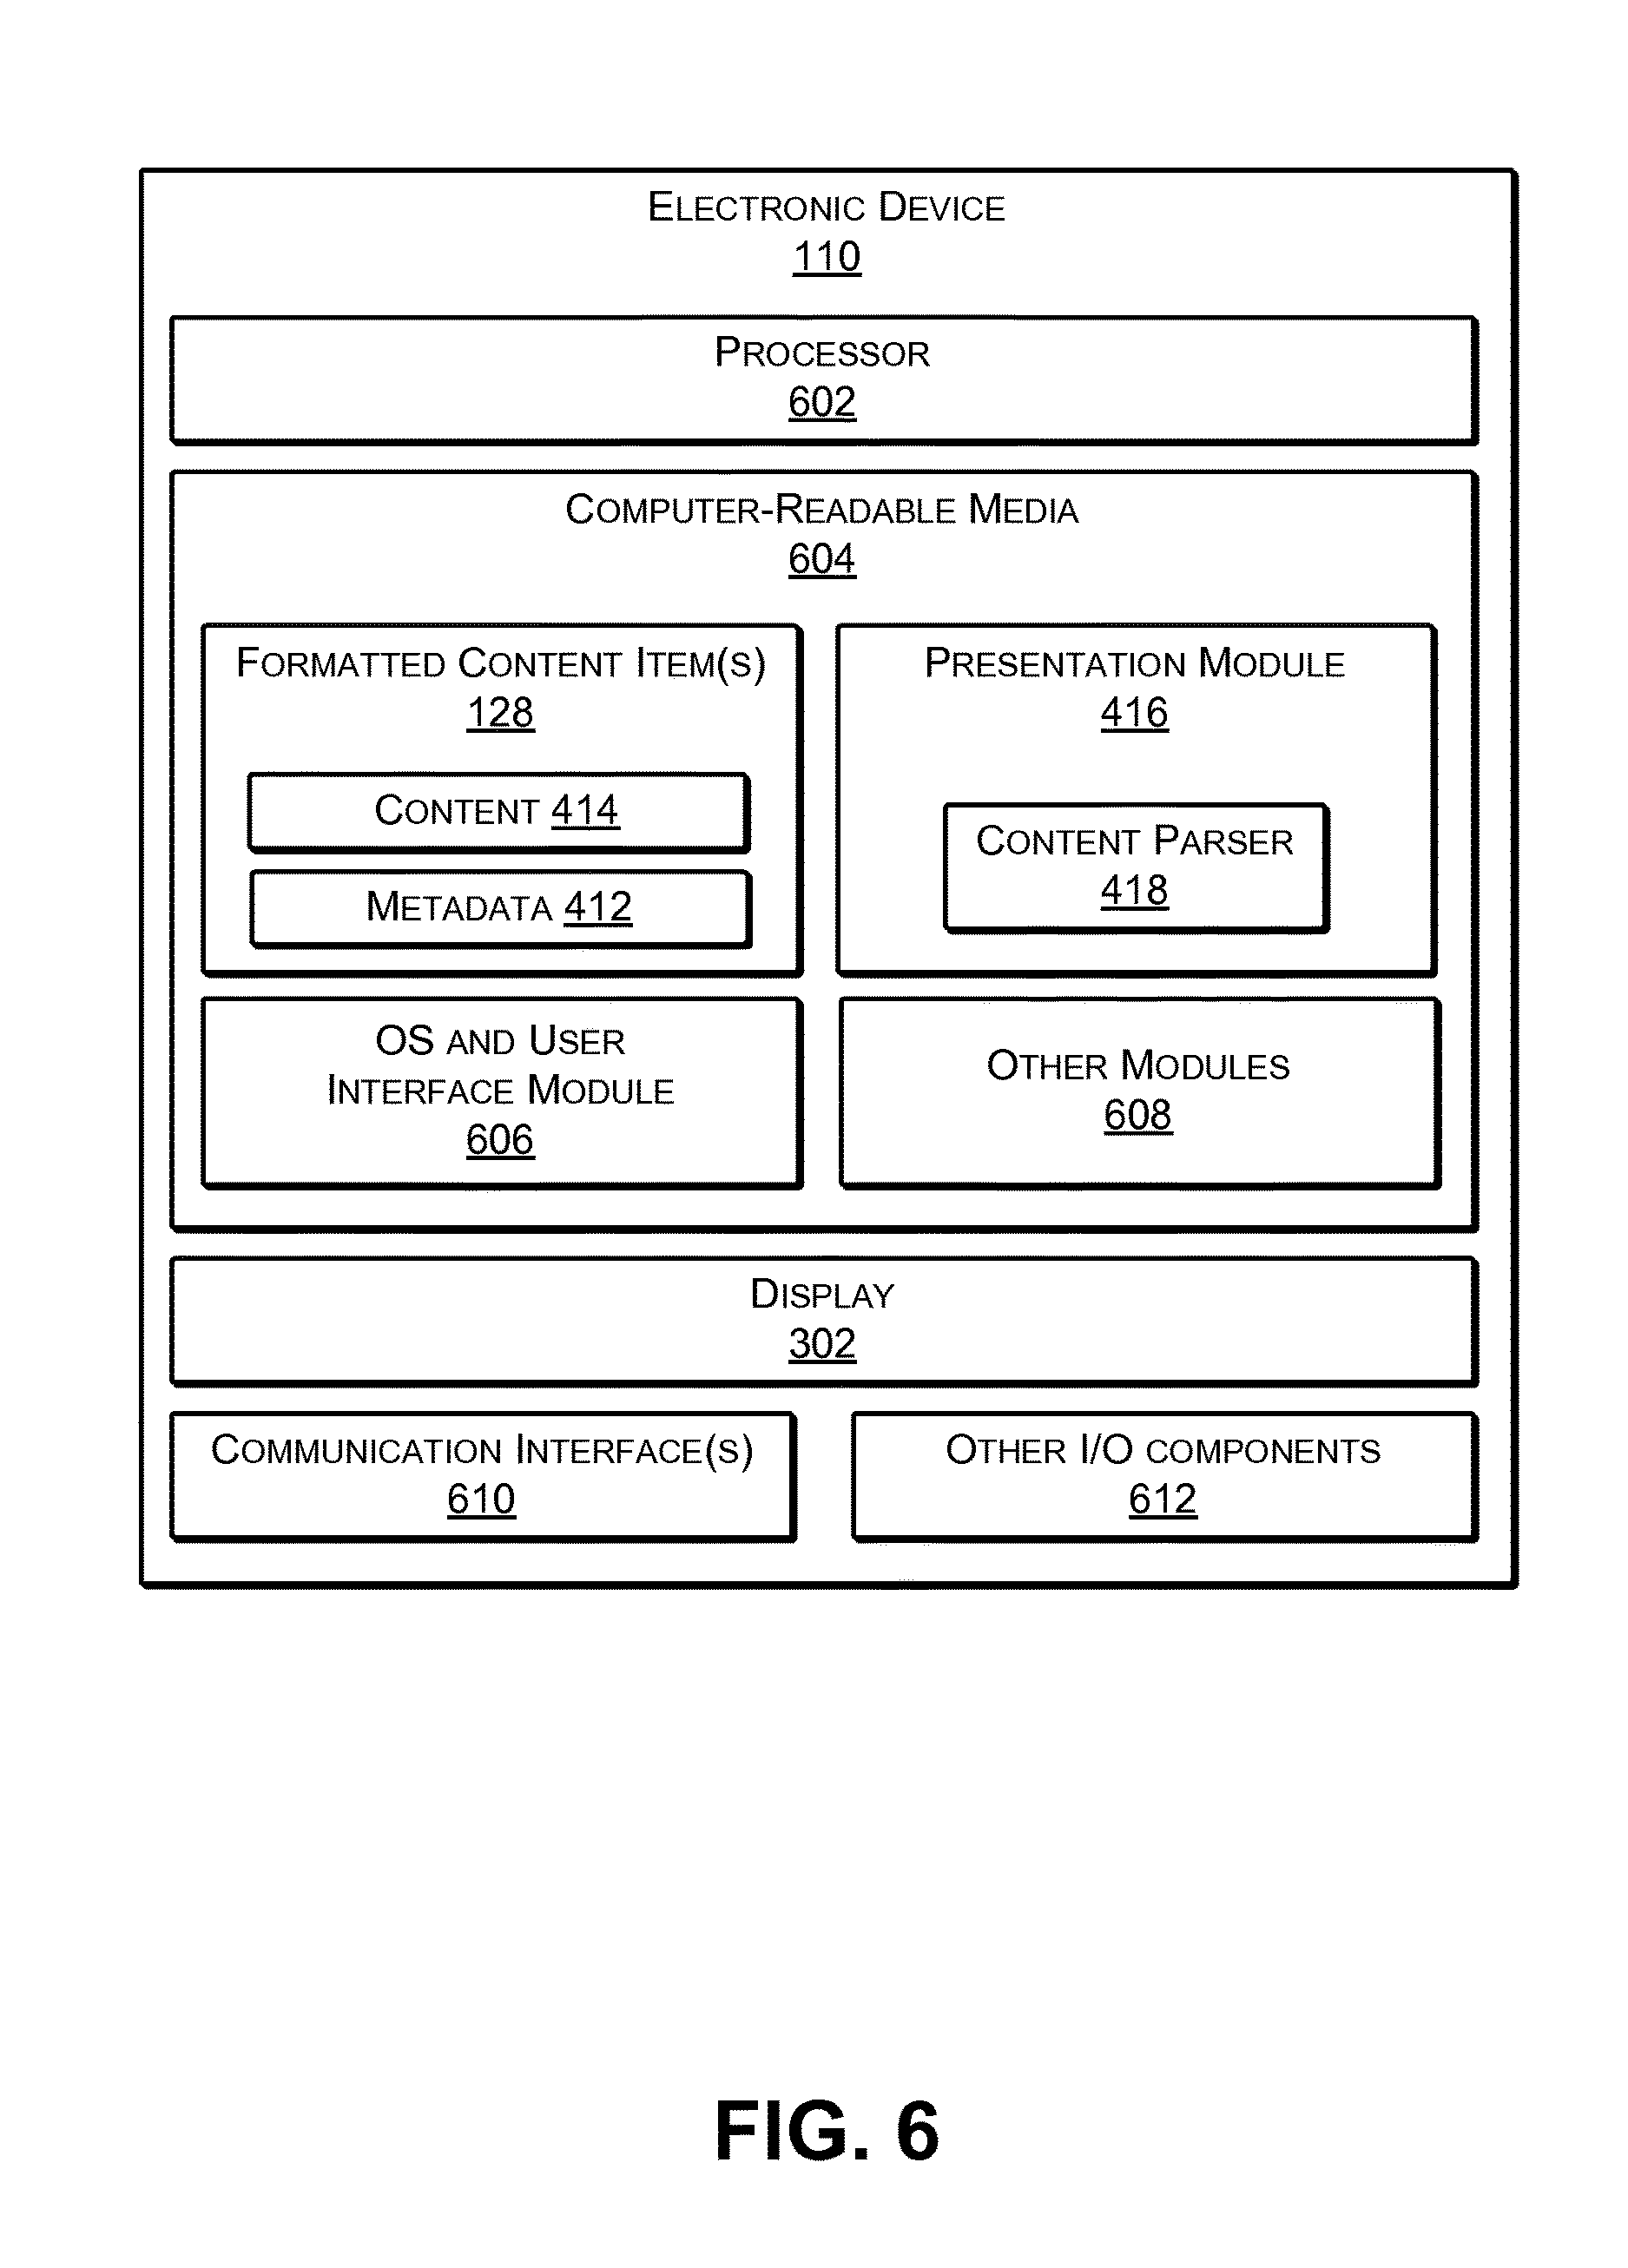 Electronic Device
110
Processor
602
Computer-Readable Media
604
Formatted Content Item(s)
128
Content 414
Metadata 412
Presentation Module
416
Content Parser
418
OS and User
Interface Module
606
Other Modules
608
Display
302
Communication Interface(s)
610
Other I/O components
612
FIG. 6